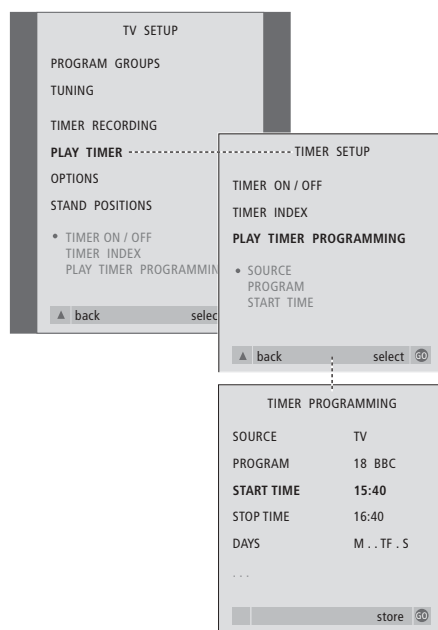 TV SETUP
PROGRAM GROUPS
TUNING
TIMER RECORDING
PLAY TIMER
OPTIONS
STAND POSITIONS
• TIMER ON / OFF
TIMER INDEX
PLAY TIMER PROGRAMMIN
▲ back selec
TIMER SETUP
TIMER ON / OFF
TIMER INDEX
PLAY TIMER PROGRAMMING
• SOURCE
PROGRAM
START TIME
▲ back select GO
TIMER PROGRAMMING
SOURCE TV
PROGRAM 18 BBC
START TIME 15:40
STOP TIME 16:40
DAYS M . . TF . S
. . .
store GO